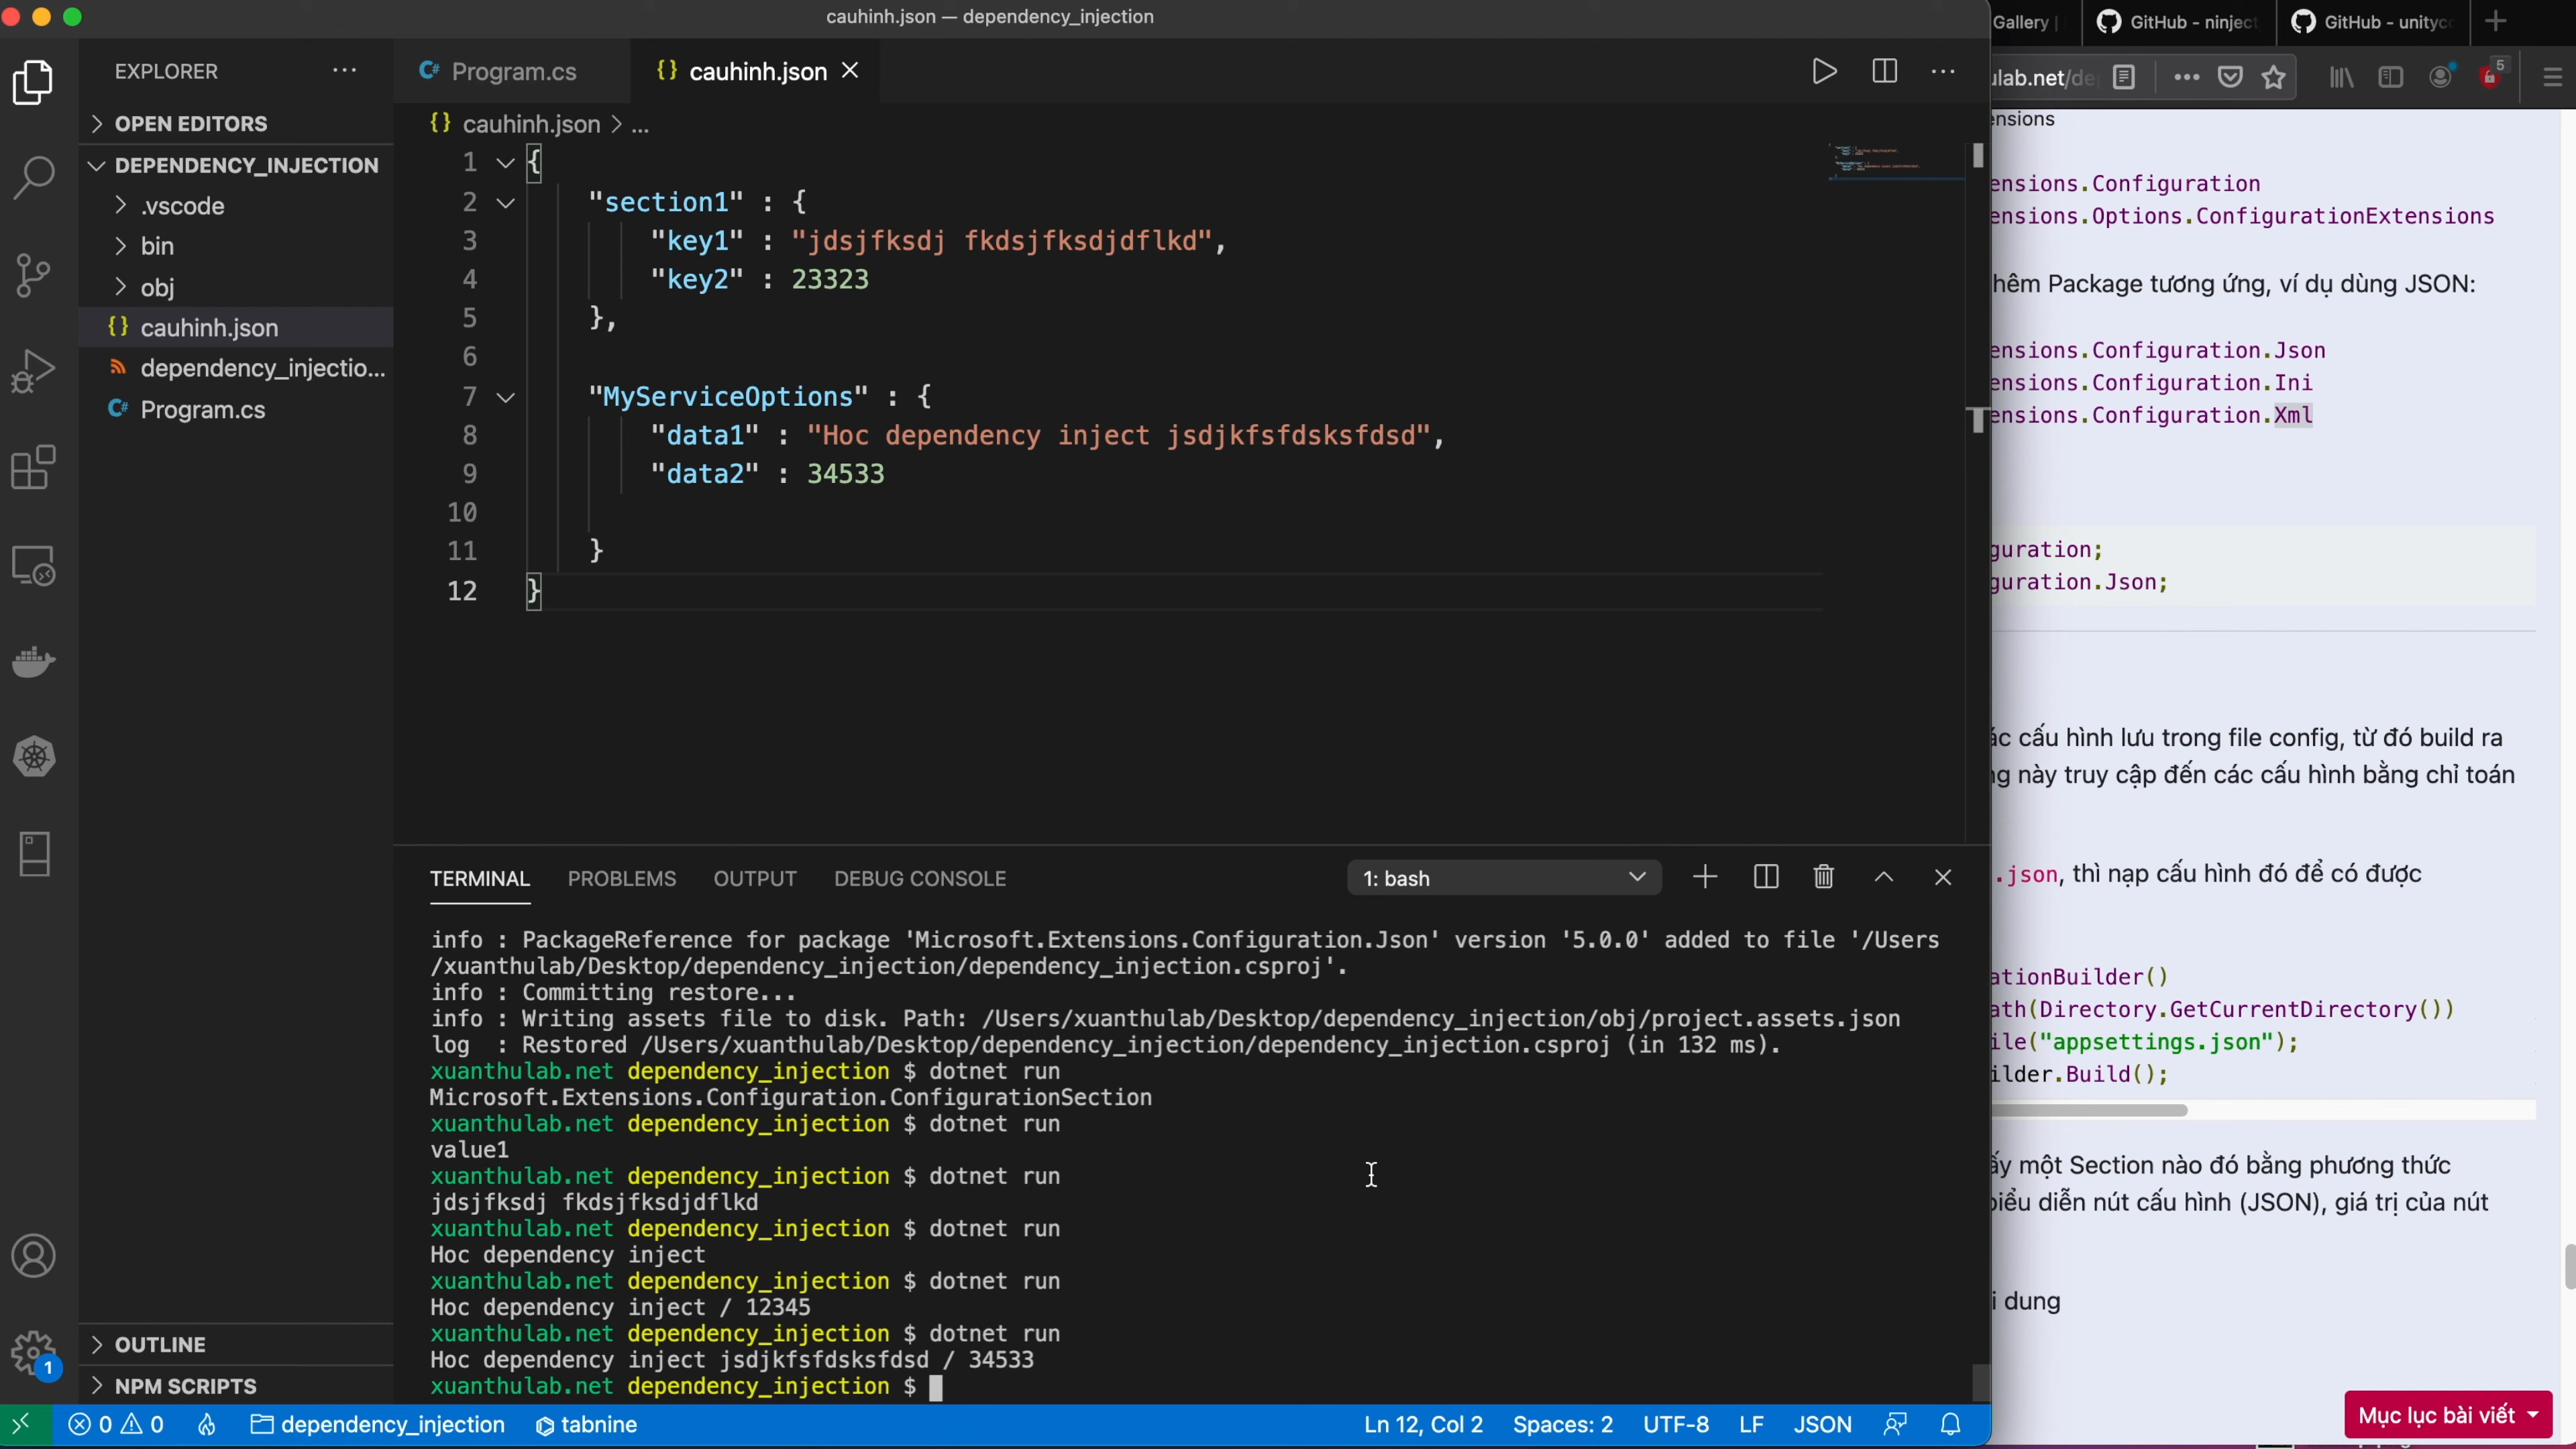 cauhinh.json — dependency_injection
EXPLORER
OPEN EDITORS
DEPENDENCY_INJECTION
.vscode
bin
obj
{} cauhinh.json
dependency_injectio...
C# Program.cs
OUTLINE
NPM SCRIPTS
C# Program.cs
{} cauhinh.json
{} cauhinh.json > ...
1 {
2 "section1" : {
3 "key1" : "jdsjfksdj fkdsjfksdjdflkd",
4 "key2" : 23323
5 },
6
7 "MyServiceOptions" : {
8 "data1" : "Hoc dependency inject jsdjkfsfdsksfdsd",
9 "data2" : 34533
10
11 }
12 }
TERMINAL PROBLEMS OUTPUT DEBUG CONSOLE 1: bash
info : PackageReference for package 'Microsoft.Extensions.Configuration.Json' version '5.0.0' added to file '/Users
/xuanthulab/Desktop/dependency_injection/dependency_injection.csproj'.
info : Committing restore...
info : Writing assets file to disk. Path: /Users/xuanthulab/Desktop/dependency_injection/obj/project.assets.json
log  : Restored /Users/xuanthulab/Desktop/dependency_injection/dependency_injection.csproj (in 132 ms).
xuanthulab.net dependency_injection $ dotnet run
Microsoft.Extensions.Configuration.ConfigurationSection
xuanthulab.net dependency_injection $ dotnet run
value1
xuanthulab.net dependency_injection $ dotnet run
jdsjfksdj fkdsjfksdjdflkd
xuanthulab.net dependency_injection $ dotnet run
Hoc dependency inject
xuanthulab.net dependency_injection $ dotnet run
Hoc dependency inject / 12345
xuanthulab.net dependency_injection $ dotnet run
Hoc dependency inject jsdjkfsfdsksfdsd / 34533
xuanthulab.net dependency_injection $
1
0 0 dependency_injection tabnine Ln 12, Col 2 Spaces: 2 UTF-8 LF JSON
Gallery | GitHub - ninject GitHub - unityc
ulab.net/de 5
ensions
ensions.Configuration
ensions.Options.ConfigurationExtensions
hêm Package tương ứng, ví dụ dùng JSON:
ensions.Configuration.Json
ensions.Configuration.Ini
ensions.Configuration.Xml
guration;
guration.Json;
ác cấu hình lưu trong file config, từ đó build ra
ng này truy cập đến các cấu hình bằng chỉ toán
.json, thì nạp cấu hình đó để có được
ationBuilder()
ath(Directory.GetCurrentDirectory())
ile("appsettings.json");
ilder.Build();
ấy một Section nào đó bằng phương thức
biểu diễn nút cấu hình (JSON), giá trị của nút
i dung
Mục lục bài viết